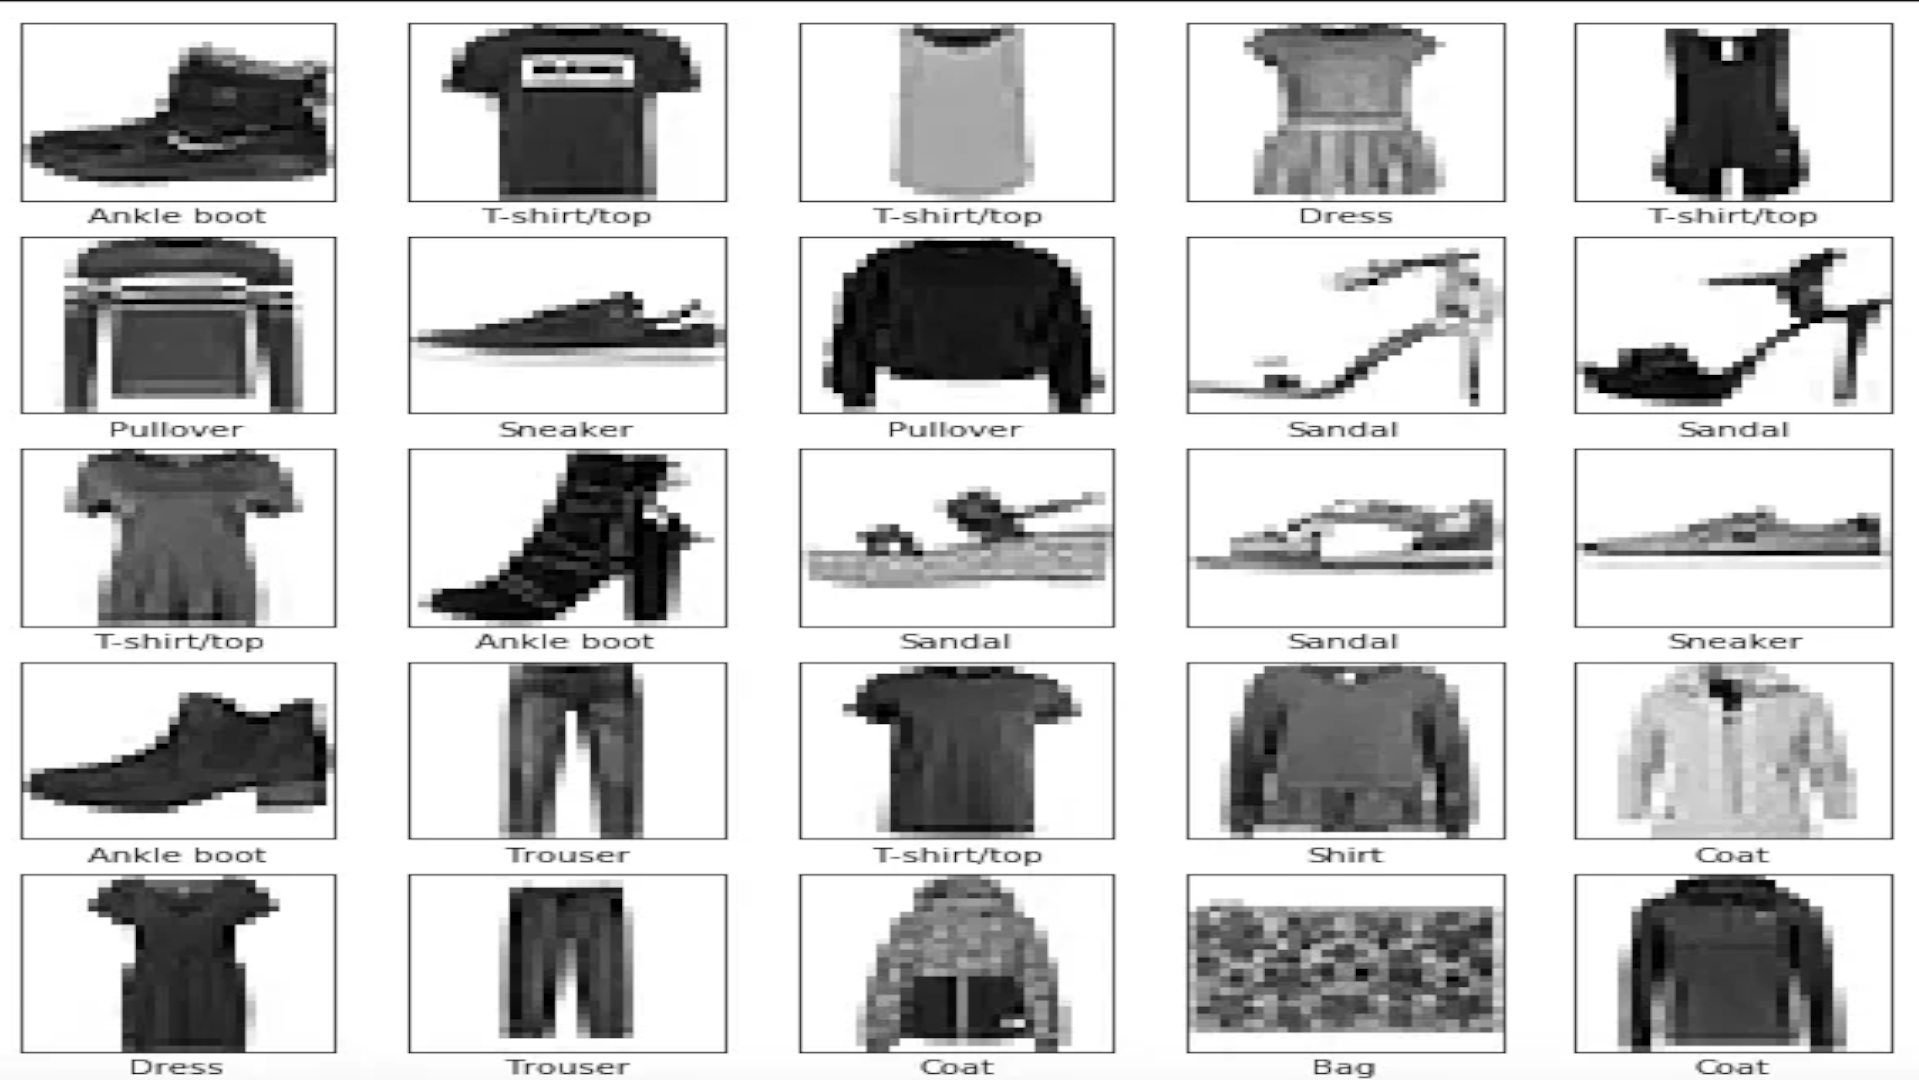 Ankle boot T-shirt/top T-shirt/top Dress T-shirt/top
Pullover Sneaker Pullover Sandal Sandal
T-shirt/top Ankle boot Sandal Sandal Sneaker
Ankle boot Trouser T-shirt/top Shirt Coat
Dress Trouser Coat Bag Coat